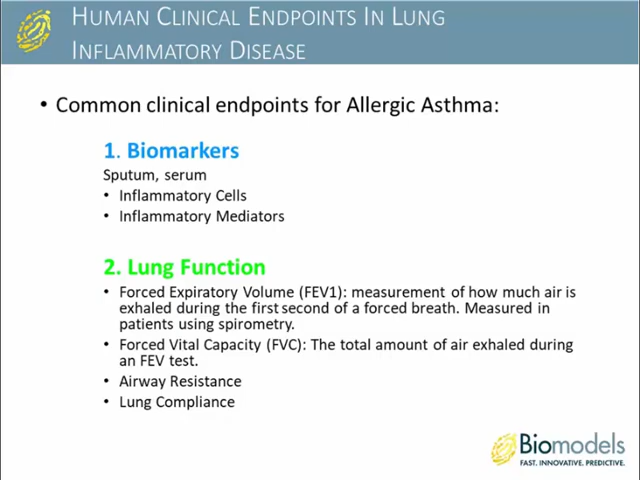 HUMAN CLINICAL ENDPOINTS IN LUNG
INFLAMMATORY DISEASE
• Common clinical endpoints for Allergic Asthma:
1. Biomarkers
Sputum, serum
• Inflammatory Cells
• Inflammatory Mediators
2. Lung Function
• Forced Expiratory Volume (FEV1): measurement of how much air is
exhaled during the first second of a forced breath. Measured in
patients using spirometry.
• Forced Vital Capacity (FVC): The total amount of air exhaled during
an FEV test.
• Airway Resistance
• Lung Compliance
Biomodels
FAST. INNOVATIVE. PREDICTIVE.